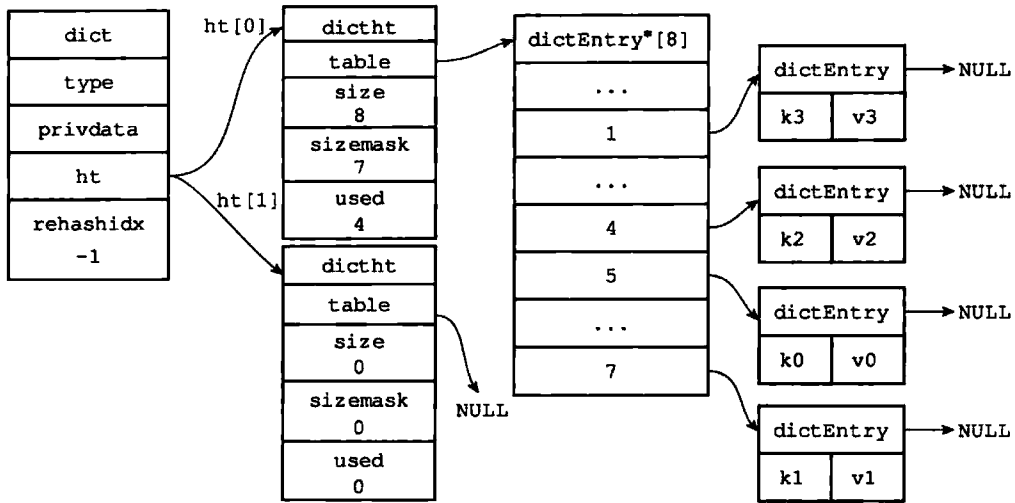 dict
type
privdata
ht
rehashidx
-1
ht[0]
ht[1]
dictht
table
size
8
sizemask
7
used
4
dictht
table
size
0
sizemask
0
used
0
NULL
dictEntry*[8]
...
1
...
4
5
...
7
dictEntry
k3 v3
NULL
dictEntry
k2 v2
NULL
dictEntry
k0 v0
NULL
dictEntry
k1 v1
NULL